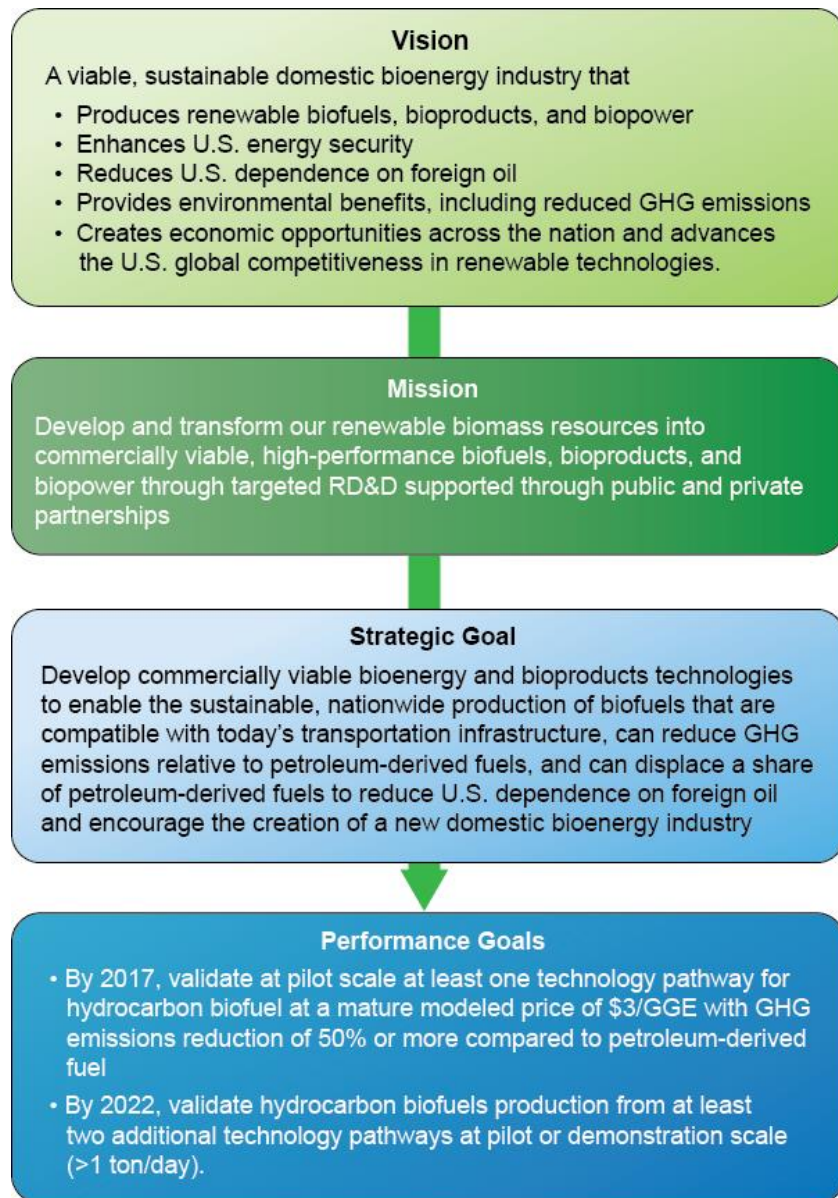 Vision
A viable, sustainable domestic bioenergy industry that
• Produces renewable biofuels, bioproducts, and biopower
• Enhances U.S. energy security
• Reduces U.S. dependence on foreign oil
• Provides environmental benefits, including reduced GHG emissions
• Creates economic opportunities across the nation and advances
the U.S. global competitiveness in renewable technologies.
Mission
Develop and transform our renewable biomass resources into
commercially viable, high-performance biofuels, bioproducts, and
biopower through targeted RD&D supported through public and private
partnerships
Strategic Goal
Develop commercially viable bioenergy and bioproducts technologies
to enable the sustainable, nationwide production of biofuels that are
compatible with today’s transportation infrastructure, can reduce GHG
emissions relative to petroleum-derived fuels, and can displace a share
of petroleum-derived fuels to reduce U.S. dependence on foreign oil
and encourage the creation of a new domestic bioenergy industry
Performance Goals
• By 2017, validate at pilot scale at least one technology pathway for
hydrocarbon biofuel at a mature modeled price of $3/GGE with GHG
emissions reduction of 50% or more compared to petroleum-derived
fuel
• By 2022, validate hydrocarbon biofuels production from at least
two additional technology pathways at pilot or demonstration scale
(>1 ton/day).